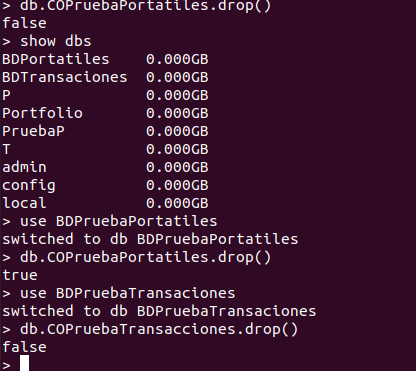 > db.COPruebaPortatiles.drop()
false
> show dbs
BDPortatiles    0.000GB
BDTransaciones  0.000GB
P               0.000GB
Portfolio       0.000GB
PruebaP         0.000GB
T               0.000GB
admin           0.000GB
config          0.000GB
local           0.000GB
> use BDPruebaPortatiles
switched to db BDPruebaPortatiles
> db.COPruebaPortatiles.drop()
true
> use BDPruebaTransaciones
switched to db BDPruebaTransaciones
> db.COPruebaTransacciones.drop()
false
>